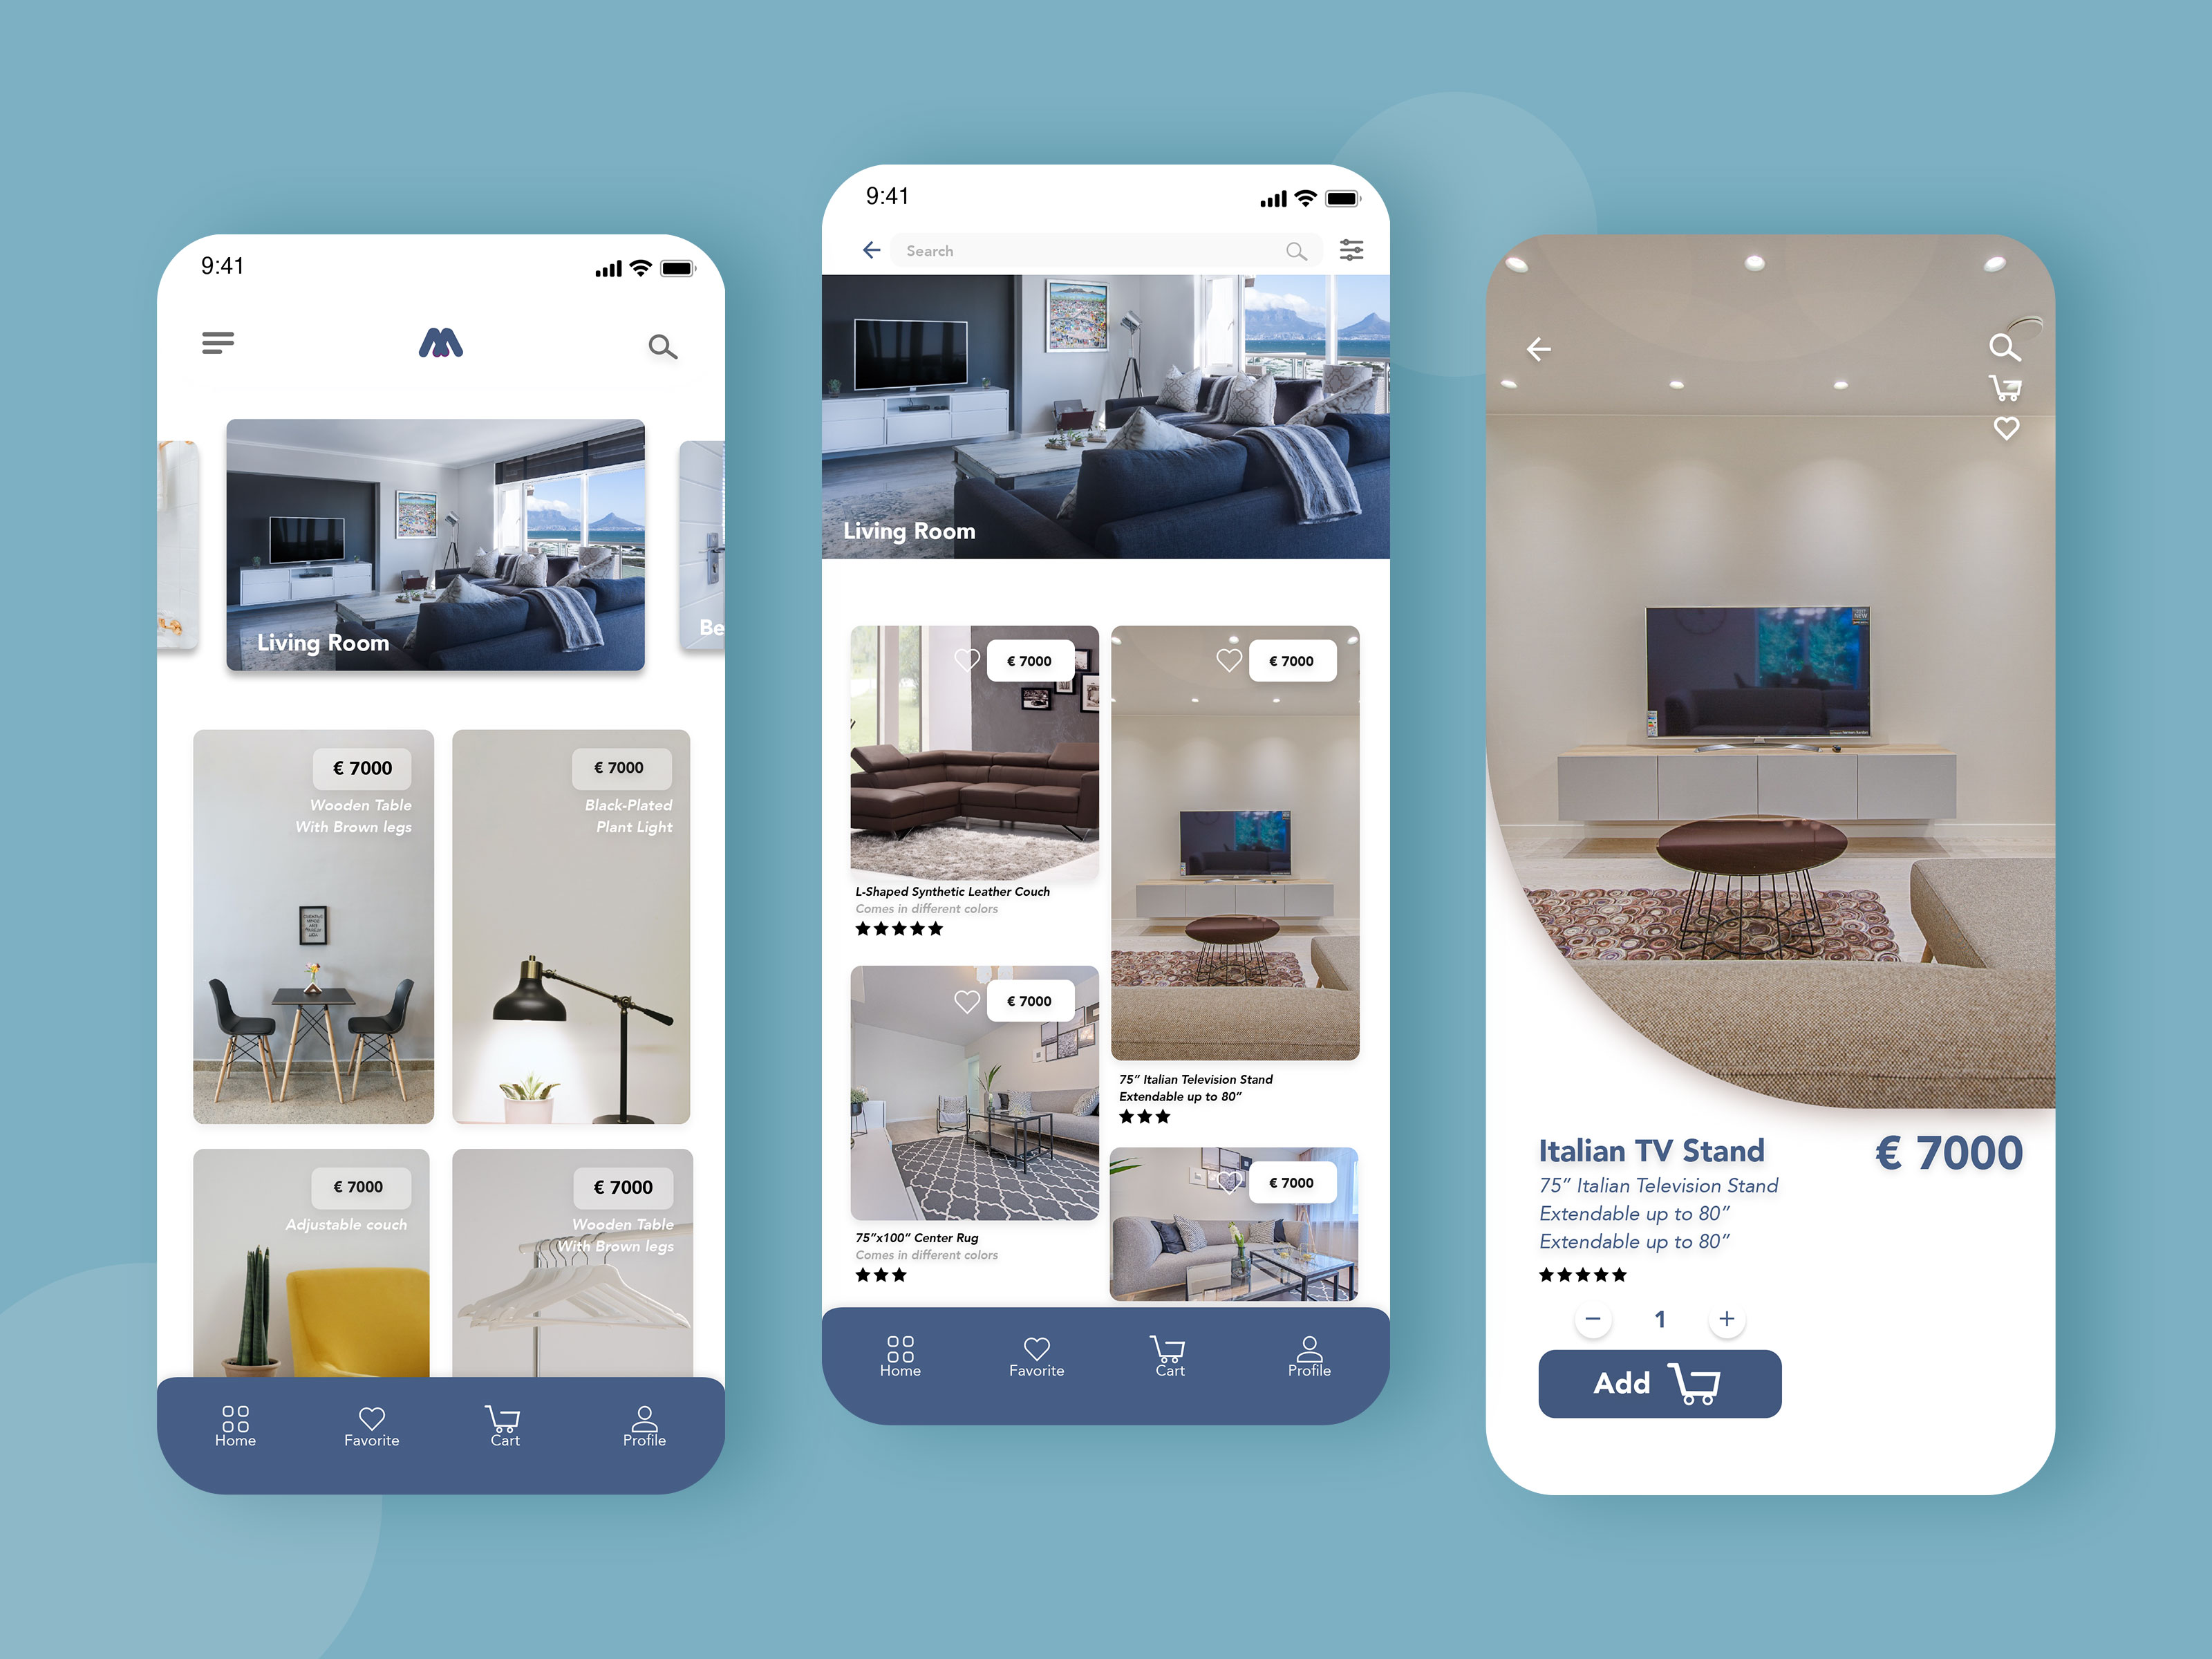 9:41
Living Room
Be
€ 7000
Wooden Table
With Brown legs
€ 7000
Black-Plated
Plant Light
€ 7000
Adjustable couch
€ 7000
Wooden Table
With Brown legs
Home
Favorite
Cart
Profile
9:41
Search
Living Room
€ 7000
L-Shaped Synthetic Leather Couch
Comes in different colors
€ 7000
75” Italian Television Stand
Extendable up to 80”
€ 7000
75”x100” Center Rug
Comes in different colors
€ 7000
Home
Favorite
Cart
Profile
Italian TV Stand
€ 7000
75” Italian Television Stand
Extendable up to 80”
Extendable up to 80”
1
Add